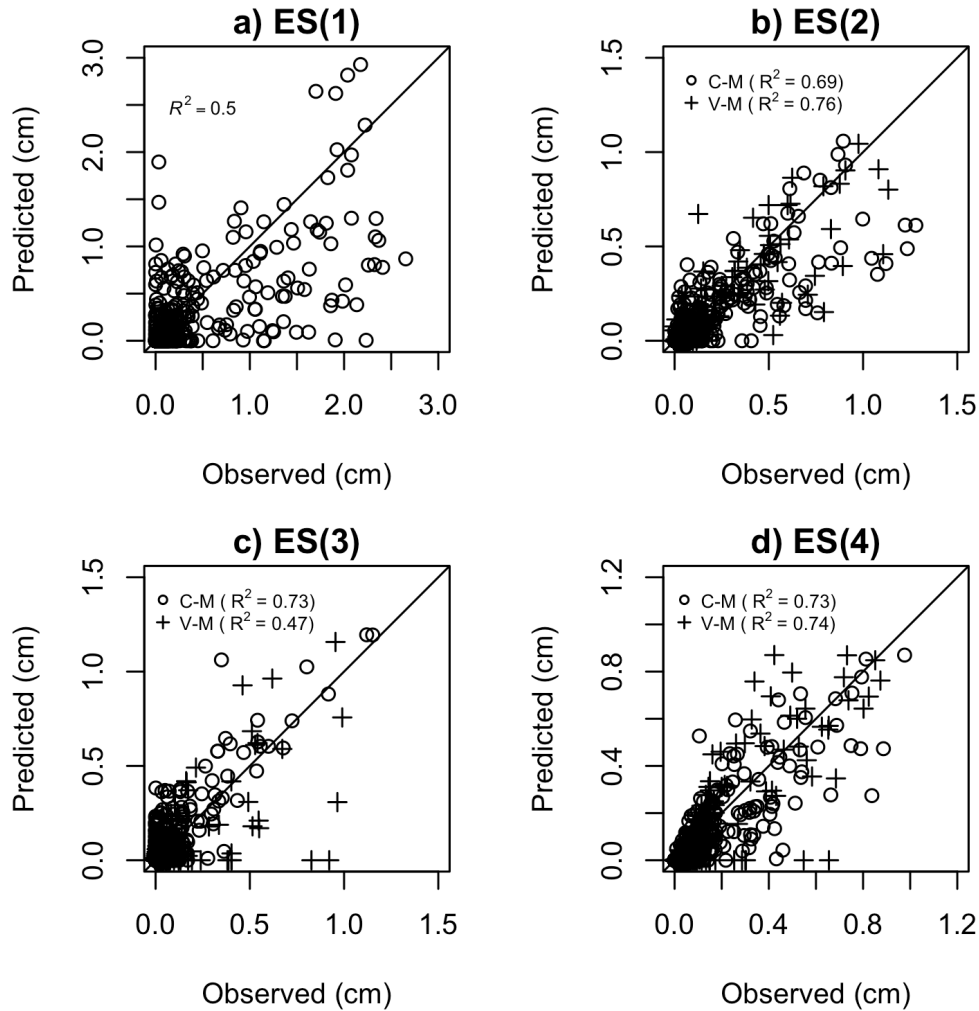 a) ES(1)
Predicted (cm)
3.0
2.0
1.0
0.0
R² = 0.5
0.0 1.0 2.0 3.0
Observed (cm)
b) ES(2)
Predicted (cm)
1.5
1.0
0.5
0.0
C-M ( R² = 0.69)
V-M ( R² = 0.76)
0.0 0.5 1.0 1.5
Observed (cm)
c) ES(3)
Predicted (cm)
1.5
1.0
0.5
0.0
C-M ( R² = 0.73)
V-M ( R² = 0.47)
0.0 0.5 1.0 1.5
Observed (cm)
d) ES(4)
Predicted (cm)
1.2
0.8
0.4
0.0
C-M ( R² = 0.73)
V-M ( R² = 0.74)
0.0 0.4 0.8 1.2
Observed (cm)